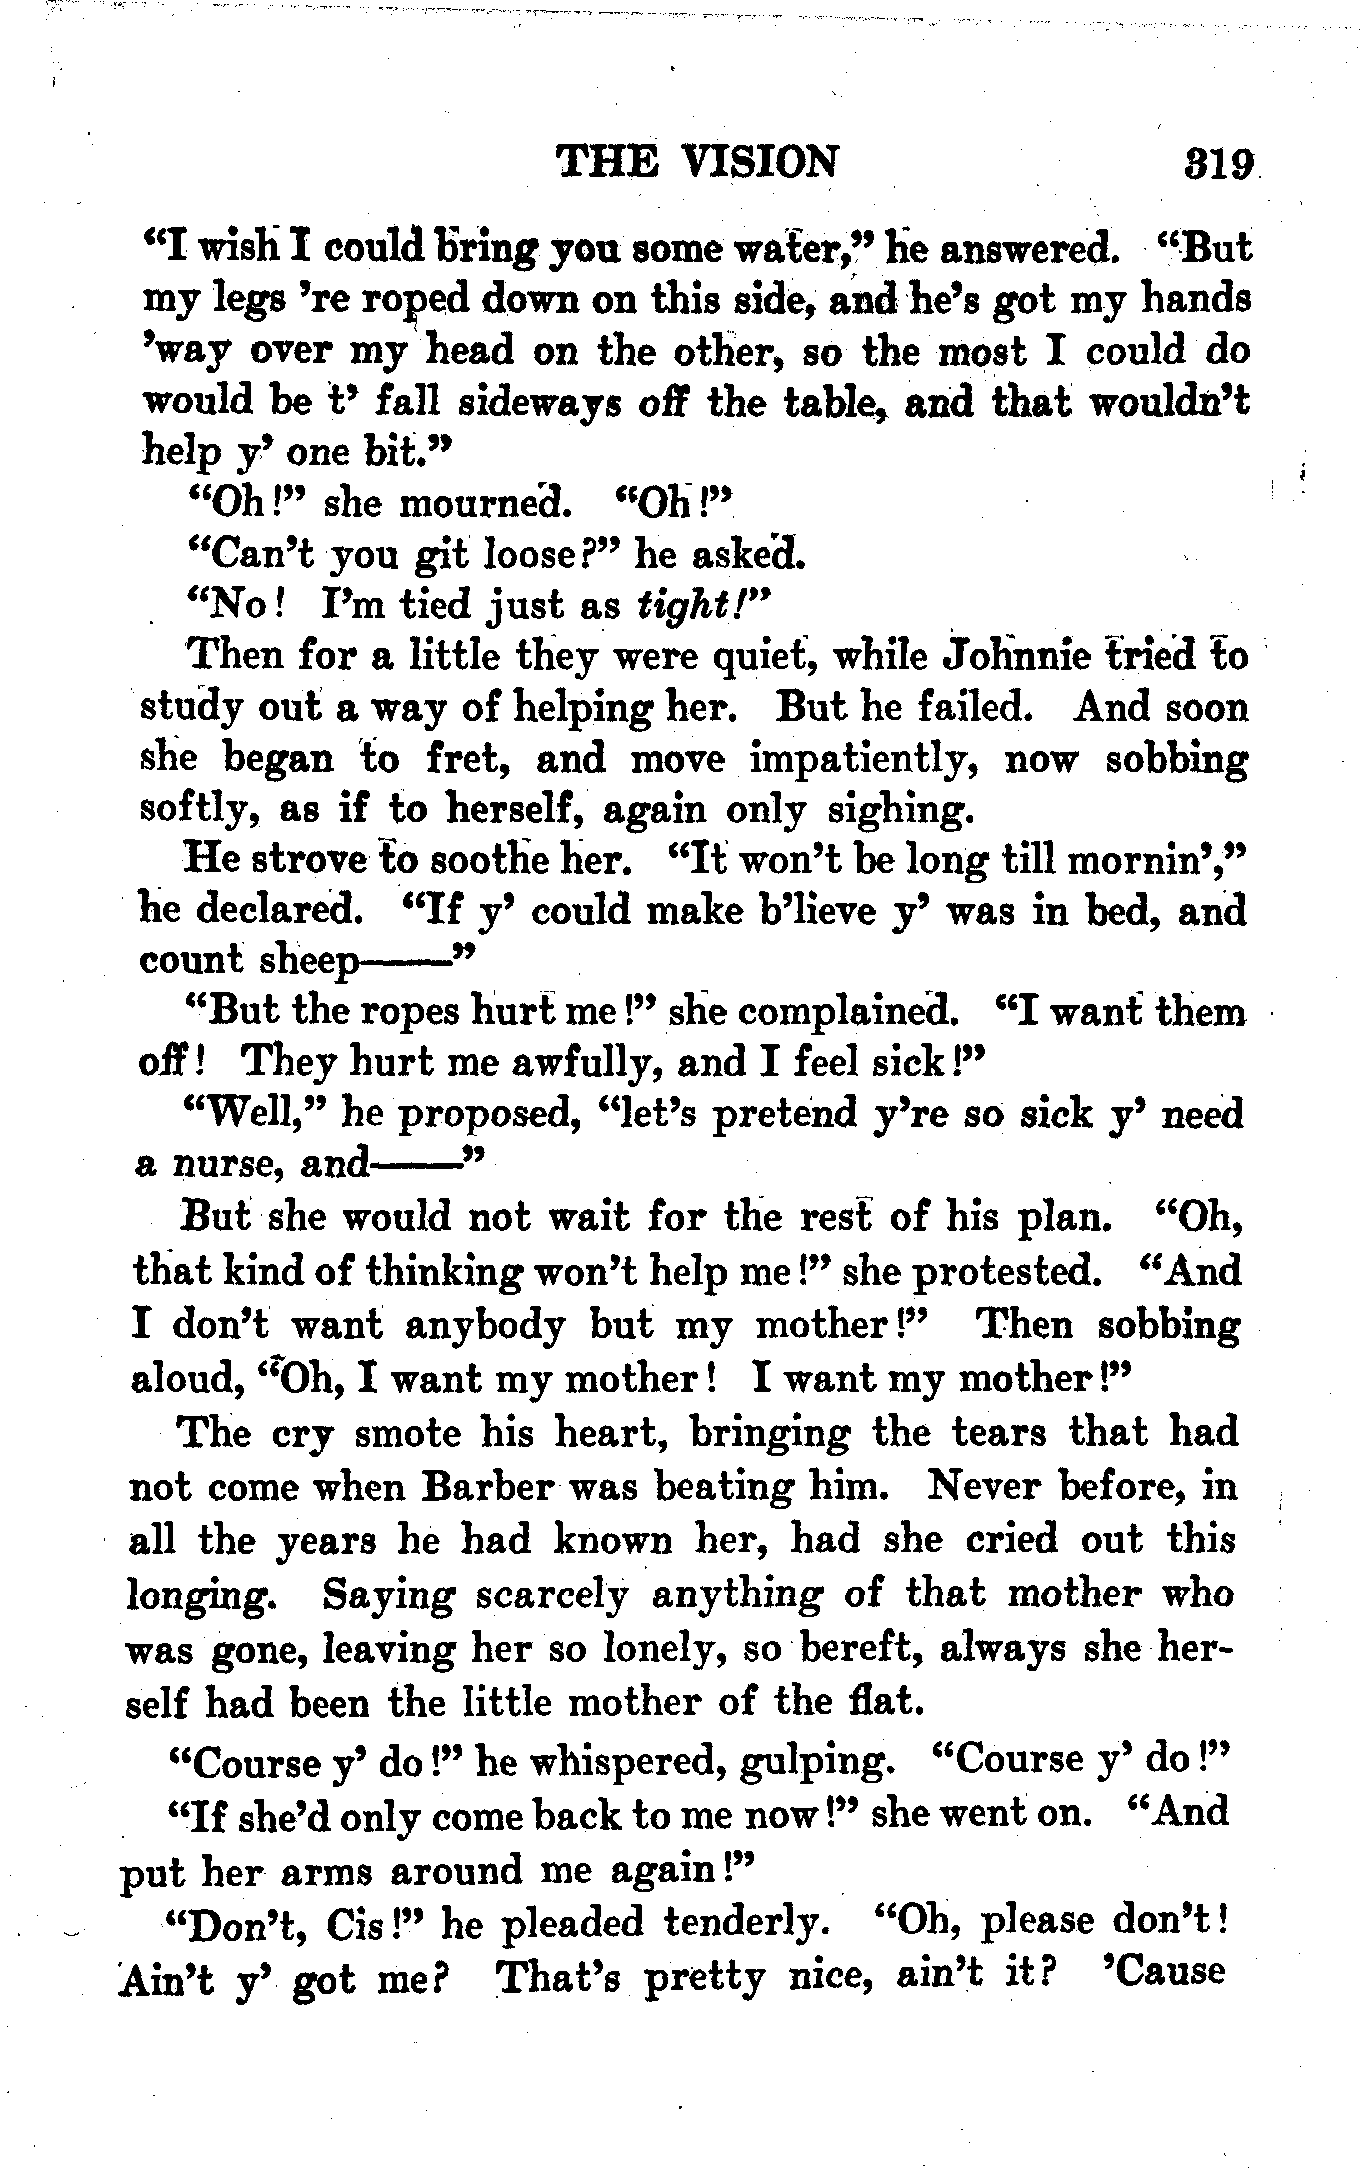 THE VISION 319
“I wish I could bring you some water,” he answered. “But
my legs ’re roped down on this side, and he’s got my hands
’way over my head on the other, so the most I could do
would be t’ fall sideways off the table, and that wouldn’t
help y’ one bit.”
“Oh!” she mourned. “Oh!”
“Can’t you git loose?” he asked.
“No! I’m tied just as tight!”
Then for a little they were quiet, while Johnnie tried to
study out a way of helping her. But he failed. And soon
she began to fret, and move impatiently, now sobbing
softly, as if to herself, again only sighing.
He strove to soothe her. “It won’t be long till mornin’,”
he declared. “If y’ could make b’lieve y’ was in bed, and
count sheep——”
“But the ropes hurt me!” she complained. “I want them
off! They hurt me awfully, and I feel sick!”
“Well,” he proposed, “let’s pretend y’re so sick y’ need
a nurse, and——”
But she would not wait for the rest of his plan. “Oh,
that kind of thinking won’t help me!” she protested. “And
I don’t want anybody but my mother!” Then sobbing
aloud, “Oh, I want my mother! I want my mother!”
The cry smote his heart, bringing the tears that had
not come when Barber was beating him. Never before, in
all the years he had known her, had she cried out this
longing. Saying scarcely anything of that mother who
was gone, leaving her so lonely, so bereft, always she her-
self had been the little mother of the flat.
“Course y’ do!” he whispered, gulping. “Course y’ do!”
“If she’d only come back to me now!” she went on. “And
put her arms around me again!”
“Don’t, Cis!” he pleaded tenderly. “Oh, please don’t!
Ain’t y’ got me? That’s pretty nice, ain’t it? ’Cause